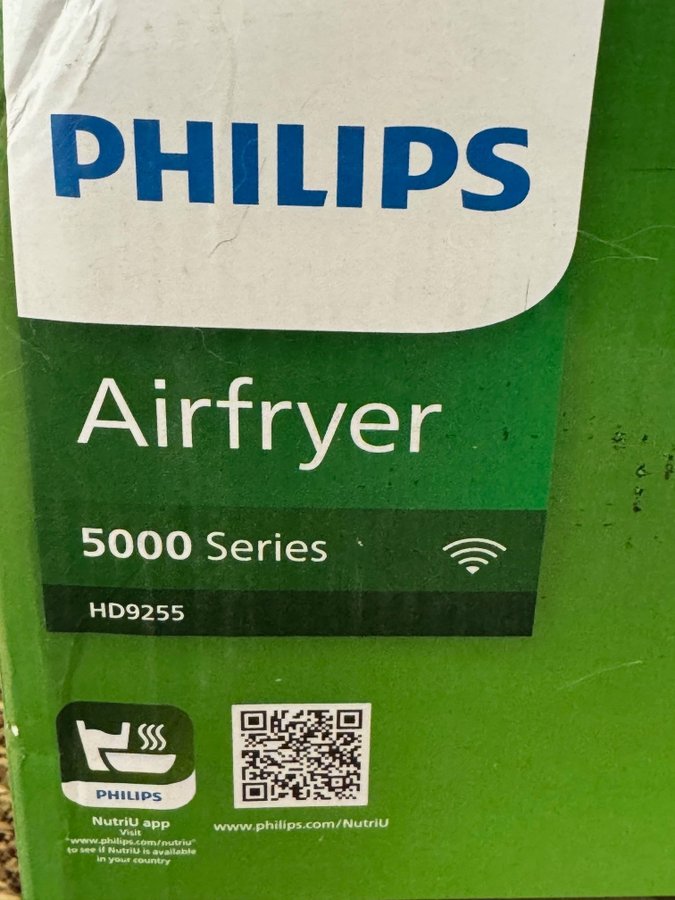 PHILIPS
Airfryer
5000 Series
HD9255
PHILIPS
NutriU app
Visit
"www.philips.com/nutriu"
to see if NutriU is available
in your country
www.philips.com/NutriU